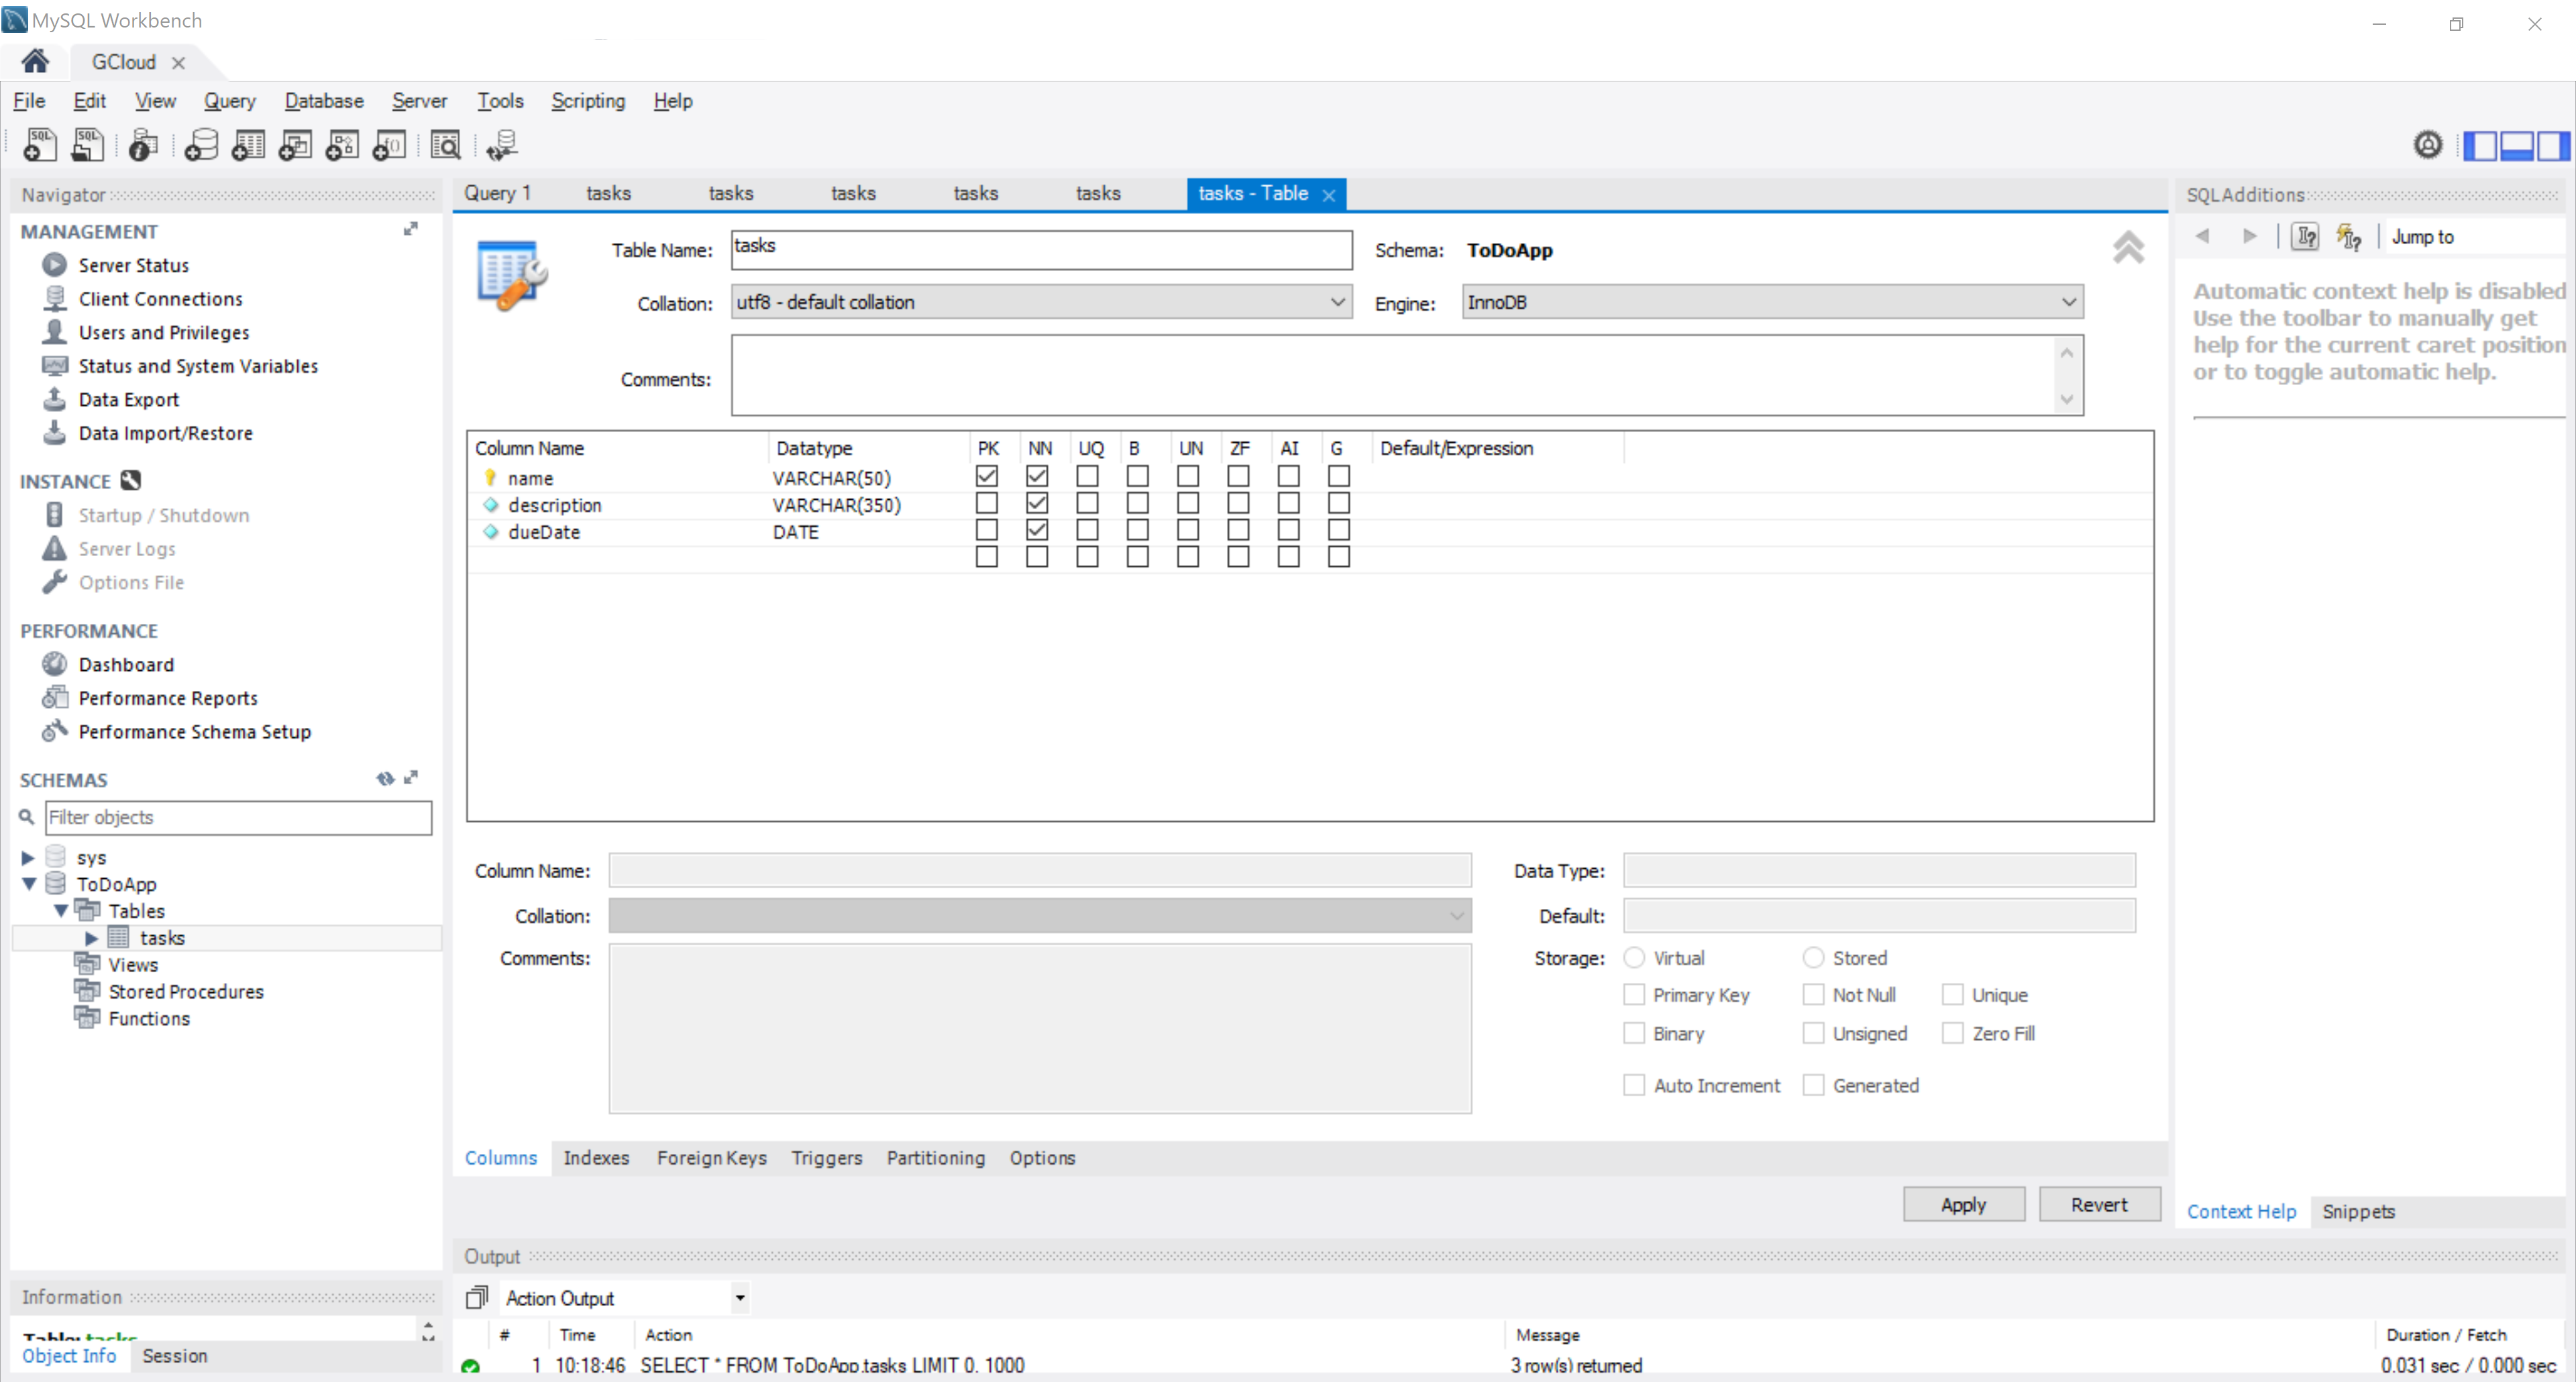 MySQL Workbench
GCloud
File Edit View Query Database Server Tools Scripting Help
Navigator
MANAGEMENT
Server Status
Client Connections
Users and Privileges
Status and System Variables
Data Export
Data Import/Restore
INSTANCE
Startup / Shutdown
Server Logs
Options File
PERFORMANCE
Dashboard
Performance Reports
Performance Schema Setup
SCHEMAS
Filter objects
sys
ToDoApp
Tables
tasks
Views
Stored Procedures
Functions
Information
Table: tasks
Object Info Session
Query 1 tasks tasks tasks tasks tasks tasks - Table
Table Name: tasks Schema: ToDoApp
Collation: utf8 - default collation Engine: InnoDB
Comments:
Column Name Datatype PK NN UQ B UN ZF AI G Default/Expression
name VARCHAR(50)
description VARCHAR(350)
dueDate DATE
Column Name: Data Type:
Collation: Default:
Comments: Storage: Virtual Stored
Primary Key Not Null Unique
Binary Unsigned Zero Fill
Auto Increment Generated
Columns Indexes Foreign Keys Triggers Partitioning Options
Apply Revert
Output
Action Output
# Time Action Message Duration / Fetch
1 10:18:46 SELECT * FROM ToDoApp.tasks LIMIT 0, 1000 3 row(s) returned 0.031 sec / 0.000 sec
SQLAdditions
Jump to
Automatic context help is disabled
Use the toolbar to manually get
help for the current caret position
or to toggle automatic help.
Context Help Snippets